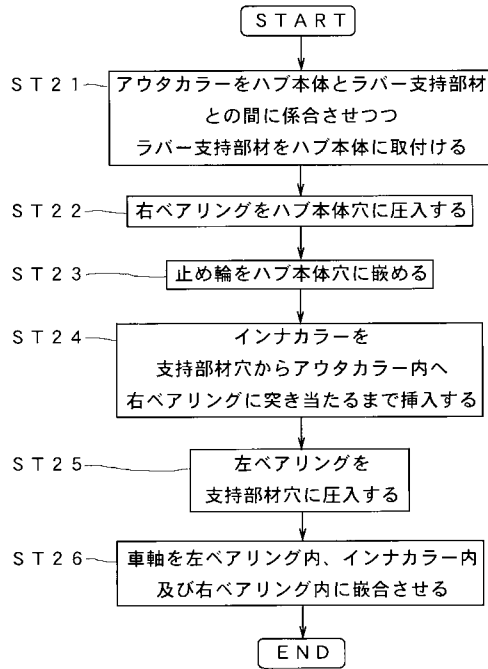 START
ST21
アウタカラーをハブ本体とラバー支持部材
との間に係合させつつ
ラバー支持部材をハブ本体に取付ける
ST22
右ベアリングをハブ本体穴に圧入する
ST23
止め輪をハブ本体穴に嵌める
ST24
インナカラーを
支持部材穴からアウタカラー内へ
右ベアリングに突き当たるまで挿入する
ST25
左ベアリングを
支持部材穴に圧入する
ST26
車軸を左ベアリング内、インナカラー内
及び右ベアリング内に嵌合させる
END